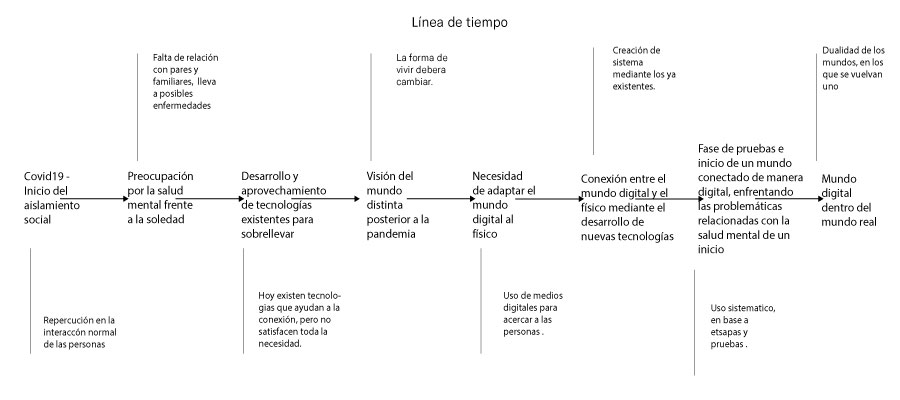 Línea de tiempo
Falta de relación
con pares y
familiares, lleva
a posibles
enfermedades
La forma de
vivir debera
cambiar.
Creación de
sistema
mediante los ya
existentes.
Dualidad de los
mundos, en los
que se vuelvan
uno
Covid19 -
Inicio del
aislamiento
social
Preocupación
por la salud
mental frente
a la soledad
Desarrollo y
aprovechamiento
de tecnologías
existentes para
sobrellevar
Visión del
mundo
distinta
posterior a la
pandemia
Necesidad
de adaptar el
mundo
digital al
físico
Conexión entre el
mundo digital y el
físico mediante el
desarrollo de
nuevas tecnologías
Fase de pruebas e
inicio de un mundo
conectado de manera
digital, enfrentando
las problemáticas
relacionadas con la
salud mental de un
inicio
Mundo
digital
dentro del
mundo real
Repercución en la
interaccón normal
de las personas
Hoy existen tecnolo-
gias que ayudan a la
conexión, pero no
satisfacen toda la
necesidad.
Uso de medios
digitales para
acercar a las
personas .
Uso sistematico,
en base a
etsapas y
pruebas .